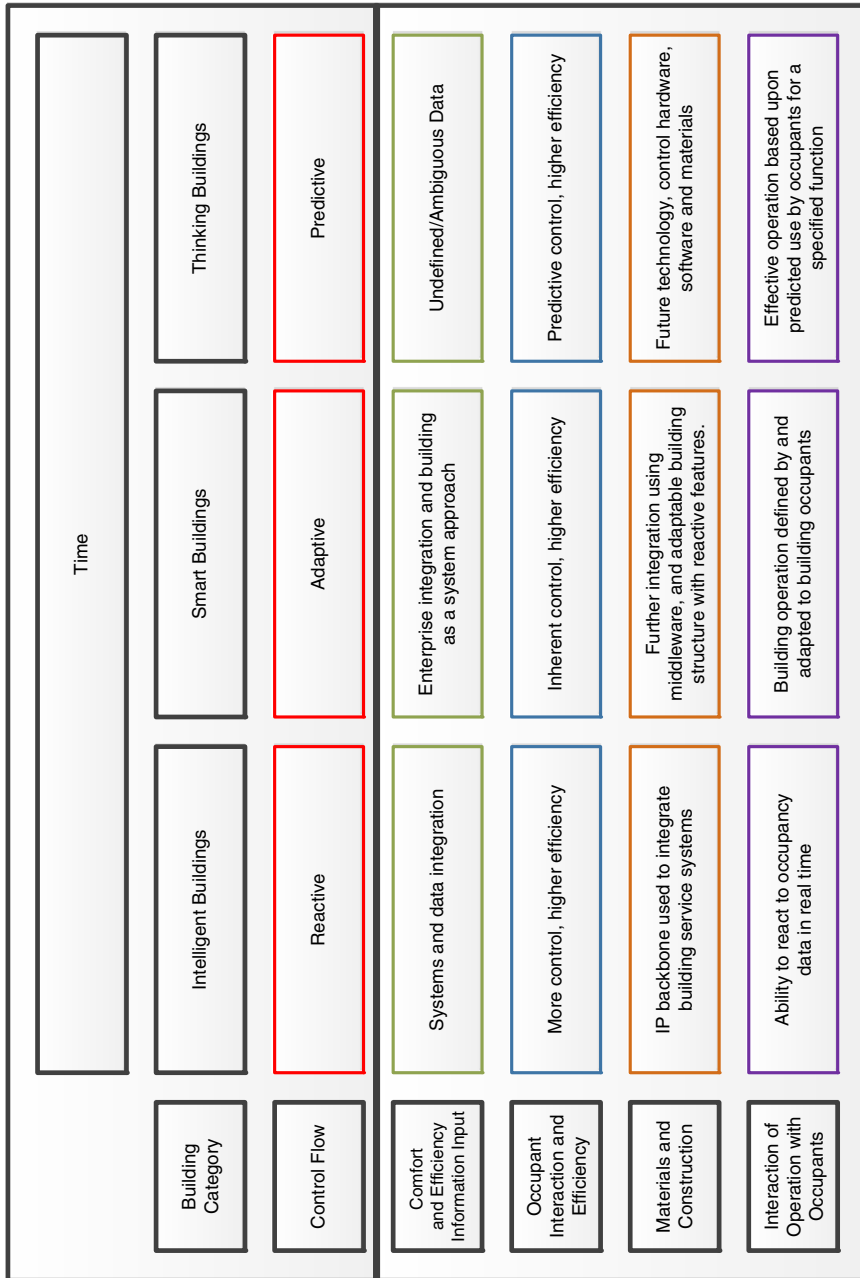 Time
Building
Category
Intelligent Buildings
Smart Buildings
Thinking Buildings
Control Flow
Reactive
Adaptive
Predictive
Comfort
and Efficiency
Information Input
Systems and data integration
Enterprise integration and building
as a system approach
Undefined/Ambiguous Data
Occupant
Interaction and
Efficiency
More control, higher efficiency
Inherent control, higher efficiency
Predictive control, higher efficiency
Materials and
Construction
IP backbone used to integrate
building service systems
Further integration using
middleware, and adaptable building
structure with reactive features.
Future technology, control hardware,
software and materials
Interaction of
Operation with
Occupants
Ability to react to occupancy
data in real time
Building operation defined by and
adapted to building occupants
Effective operation based upon
predicted use by occupants for a
specified function